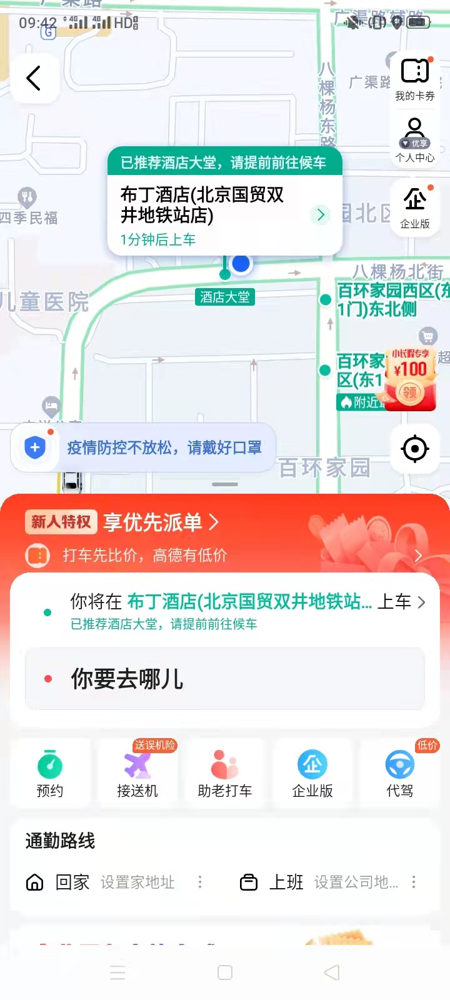 广渠路
广渠路辅路
09:42 4G 4G HD 1 2
G
八棵杨东路
我的卡券
广渠路
优享
个人中心
已推荐酒店大堂，请提前前往候车
布丁酒店(北京国贸双
井地铁站店)
1分钟后上车
企业版
四季民福
园北区
八棵杨北街
酒店大堂
儿童医院
百环家园西区(东
1门)东北侧
百环家
区(东1
附近
小长假专享
¥100
领
超
疫情防控不放松，请戴好口罩
百环家园
新人特权 享优先派单
打车先比价，高德有低价
你将在 布丁酒店(北京国贸双井地铁站... 上车
已推荐酒店大堂，请提前前往候车
你要去哪儿
送误机险
低价
预约
接送机
助老打车
企业版
代驾
通勤路线
回家 设置家地址
上班 设置公司地...